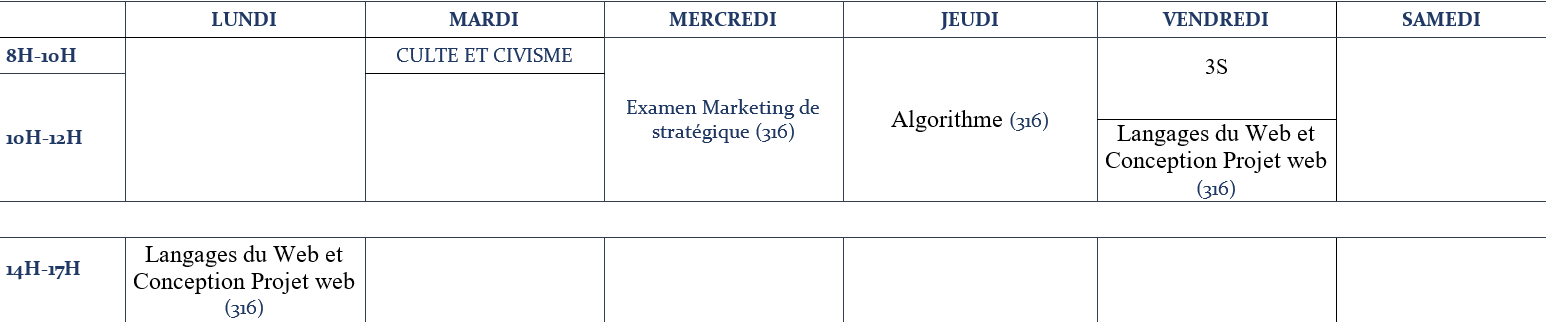 LUNDI MARDI MERCREDI JEUDI VENDREDI SAMEDI
8H-10H
CULTE ET CIVISME
3S
10H-12H
Examen Marketing de
stratégique (316)
Algorithme (316)
Langages du Web et
Conception Projet web
(316)
14H-17H
Langages du Web et
Conception Projet web
(316)